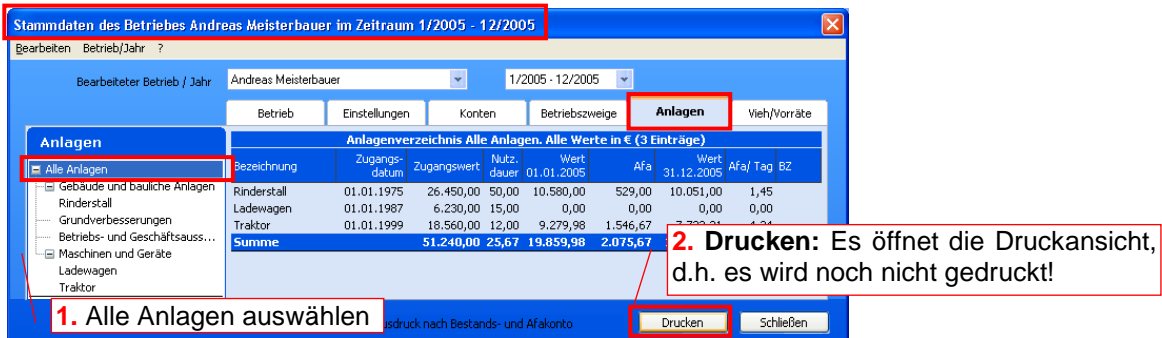 Stammdaten des Betriebes Andreas Meisterbauer im Zeitraum 1/2005 - 12/2005
Bearbeiten Betrieb/Jahr ?
Bearbeiteter Betrieb / Jahr Andreas Meisterbauer 1/2005 - 12/2005
Betrieb Einstellungen Konten Betriebszweige Anlagen Vieh/Vorräte
Anlagen
Anlagenverzeichnis Alle Anlagen. Alle Werte in € (3 Einträge)
Alle Anlagen
Bezeichnung Zugangs-datum Zugangswert Nutz. dauer Wert 01.01.2005 Afa Wert 31.12.2005 Afa/ Tag BZ
Gebäude und bauliche Anlagen
Rinderstall
Grundverbesserungen
Betriebs- und Geschäftsauss...
Maschinen und Geräte
Ladewagen
Traktor
Rinderstall 01.01.1975 26.450,00 50,00 10.580,00 529,00 10.051,00 1,45
Ladewagen 01.01.1987 6.230,00 15,00 0,00 0,00 0,00 0,00
Traktor 01.01.1999 18.560,00 12,00 9.279,98 1.546,67
Summe 51.240,00 25,67 19.859,98 2.075,67
2. Drucken: Es öffnet die Druckansicht,
d.h. es wird noch nicht gedruckt!
1. Alle Anlagen auswählen
nach Bestands- und Afakonto
Drucken Schließen